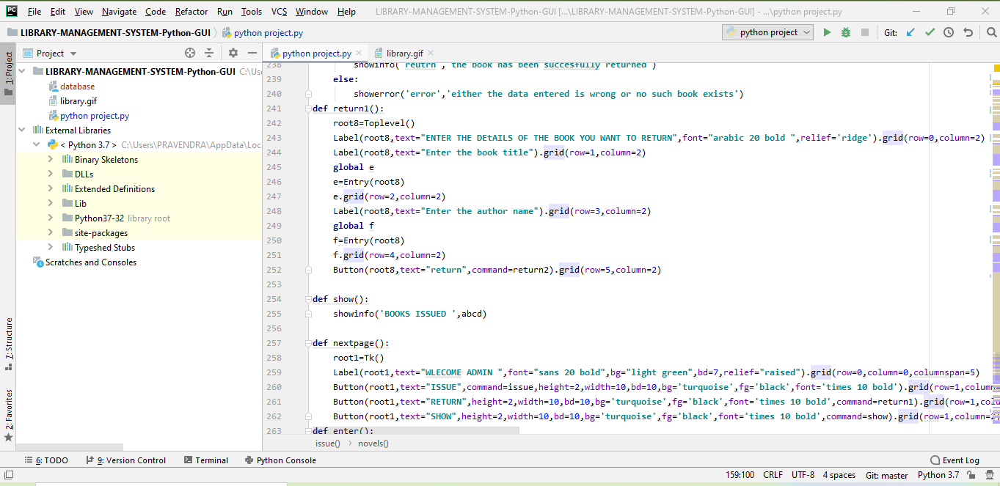 File Edit View Navigate Code Refactor Run Tools VCS Window Help LIBRARY-MANAGEMENT-SYSTEM-Python-GUI [...\LIBRARY-MANAGEMENT-SYSTEM-Python-GUI] - ...\python project.py
LIBRARY-MANAGEMENT-SYSTEM-Python-GUI python project.py python project Git:
Project python project.py library.gif
1: Project
LIBRARY-MANAGEMENT-SYSTEM-Python-GUI C:\Us
database
library.gif
python project.py
External Libraries
< Python 3.7 > C:\Users\PRAVENDRA\AppData\Loc
Binary Skeletons
DLLs
Extended Definitions
Lib
Python37-32 library root
site-packages
Typeshed Stubs
Scratches and Consoles
7: Structure
2: Favorites
238 showinfo('reutrn', 'the book has been succesfully returned')
239 else:
240 showerror('error','either the data entered is wrong or no such book exists')
241 def return1():
242 root8=Toplevel()
243 Label(root8,text="ENTER THE DETAILS OF THE BOOK YOU WANT TO RETURN",font="arabic 20 bold ",relief='ridge').grid(row=0,column=2)
244 Label(root8,text="Enter the book title").grid(row=1,column=2)
245 global e
246 e=Entry(root8)
247 e.grid(row=2,column=2)
248 Label(root8,text="Enter the author name").grid(row=3,column=2)
249 global f
250 f=Entry(root8)
251 f.grid(row=4,column=2)
252 Button(root8,text="return",command=return2).grid(row=5,column=2)
253
254 def show():
255 showinfo('BOOKS ISSUED ',abcd)
256
257 def nextpage():
258 root1=Tk()
259 Label(root1,text="WLECOME ADMIN ",font="sans 20 bold",bg="light green",bd=7,relief="raised").grid(row=0,column=0,columnspan=5)
260 Button(root1,text="ISSUE",command=issue,height=2,width=10,bd=10,bg='turquoise',fg='black',font='times 10 bold').grid(row=1,column=
261 Button(root1,text="RETURN",height=2,width=10,bd=10,bg='turquoise',fg='black',font='times 10 bold',command=return1).grid(row=1,colu
262 Button(root1,text="SHOW",height=2,width=10,bd=10,bg='turquoise',fg='black',font='times 10 bold',command=show).grid(row=1,column=2
263 def enter():
issue() › novels()
6: TODO 9: Version Control Terminal Python Console Event Log
159:100 CRLF UTF-8 4 spaces Git: master Python 3.7